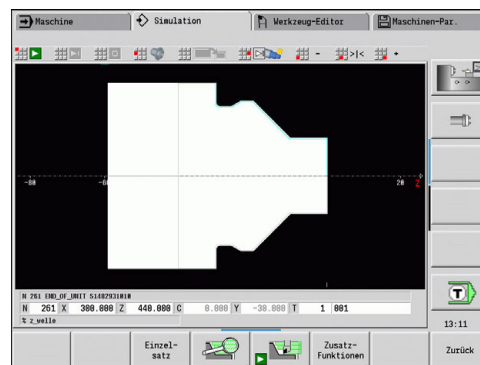 Maschine Simulation Werkzeug-Editor Maschinen-Par.
- >|< +
-80 -60 20 Z
N 261 END_OF_UNIT 51482931010
N 261 X 300.000 Z 440.000 C 0.000 Y -30.000 T 1 001
% z_welle
T
13:11
Einzel-
satz
Zusatz-
Funktionen
Zurück